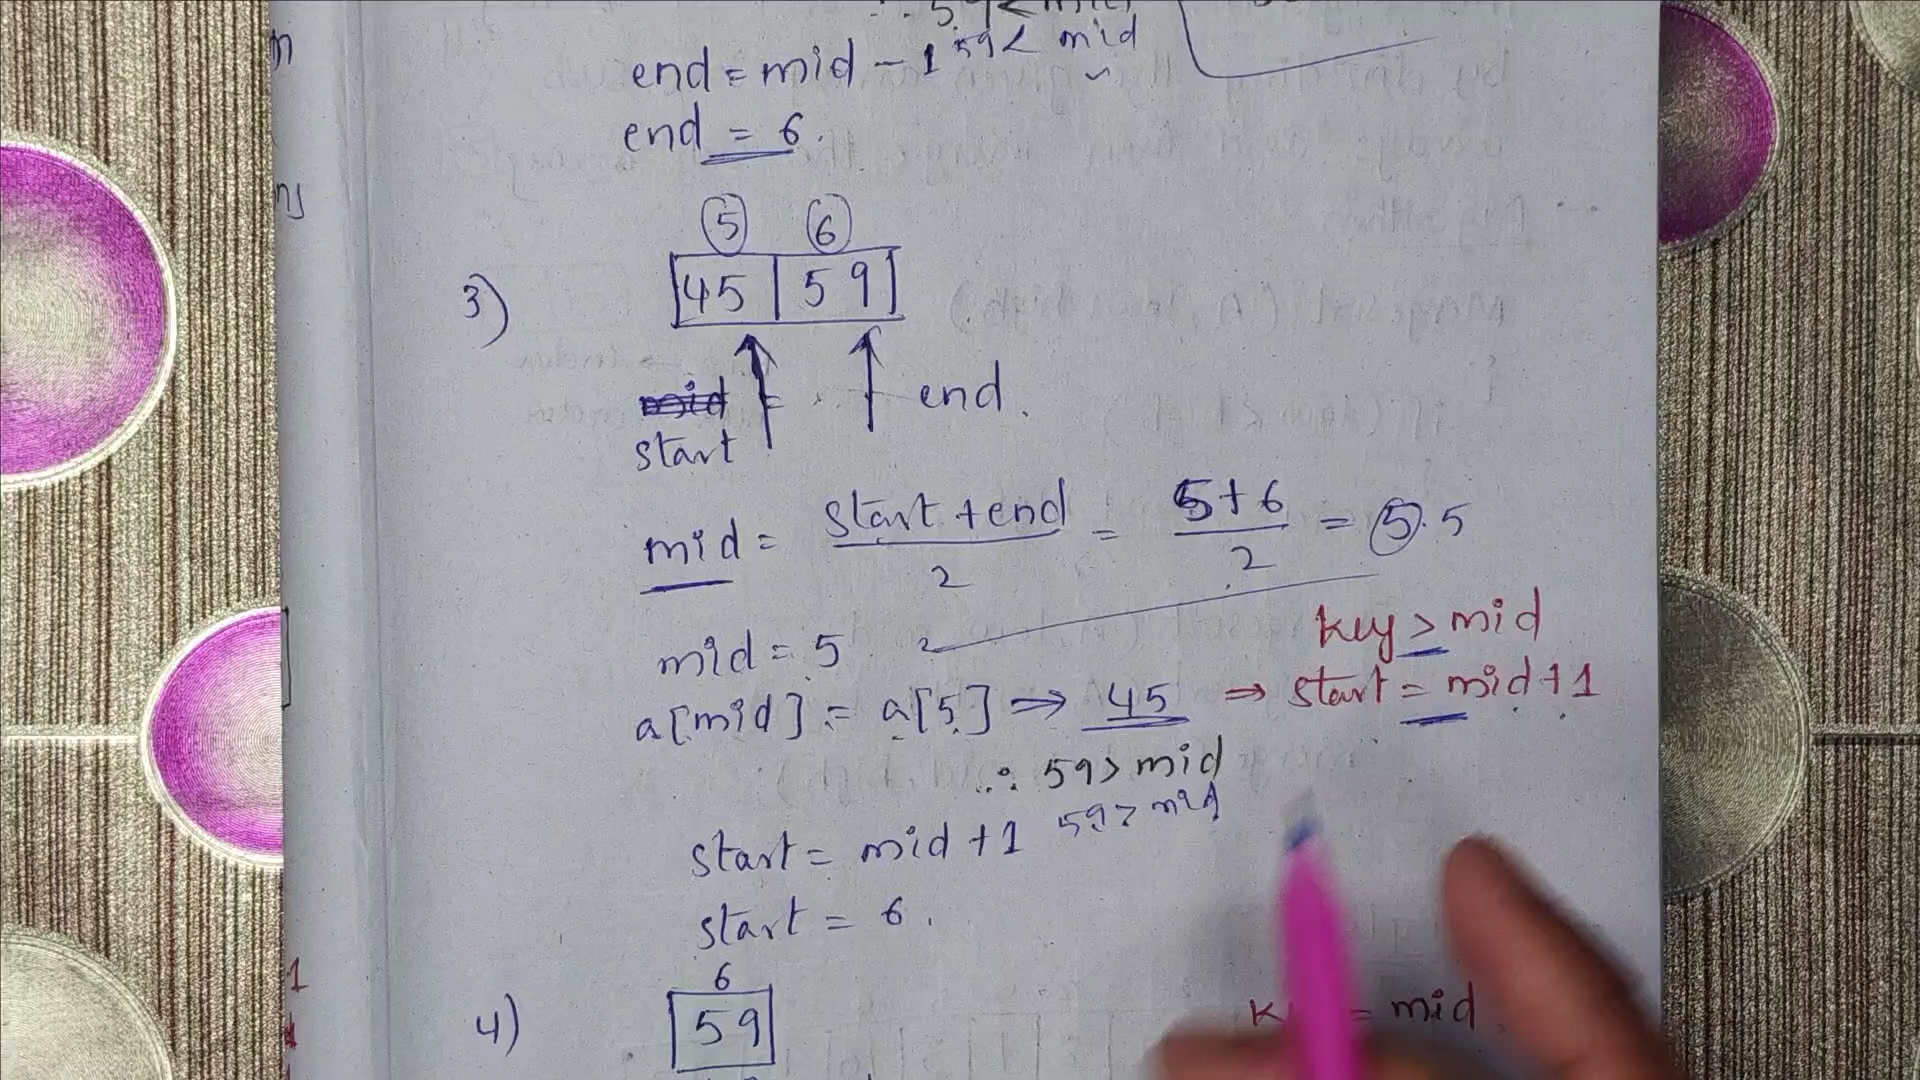 end = mid - 1 59 < mid
end = 6.
5 6
3) 45 59
mid
start
end.
mid = start + end / 2 = 5+6 / 2 = 5.5
mid = 5
key > mid
a[mid] = a[5] ⇒ 45 ⇒ start = mid+1
∴ 59 > mid
start = mid + 1 59 > mid
start = 6.
6
4) 59
= mid